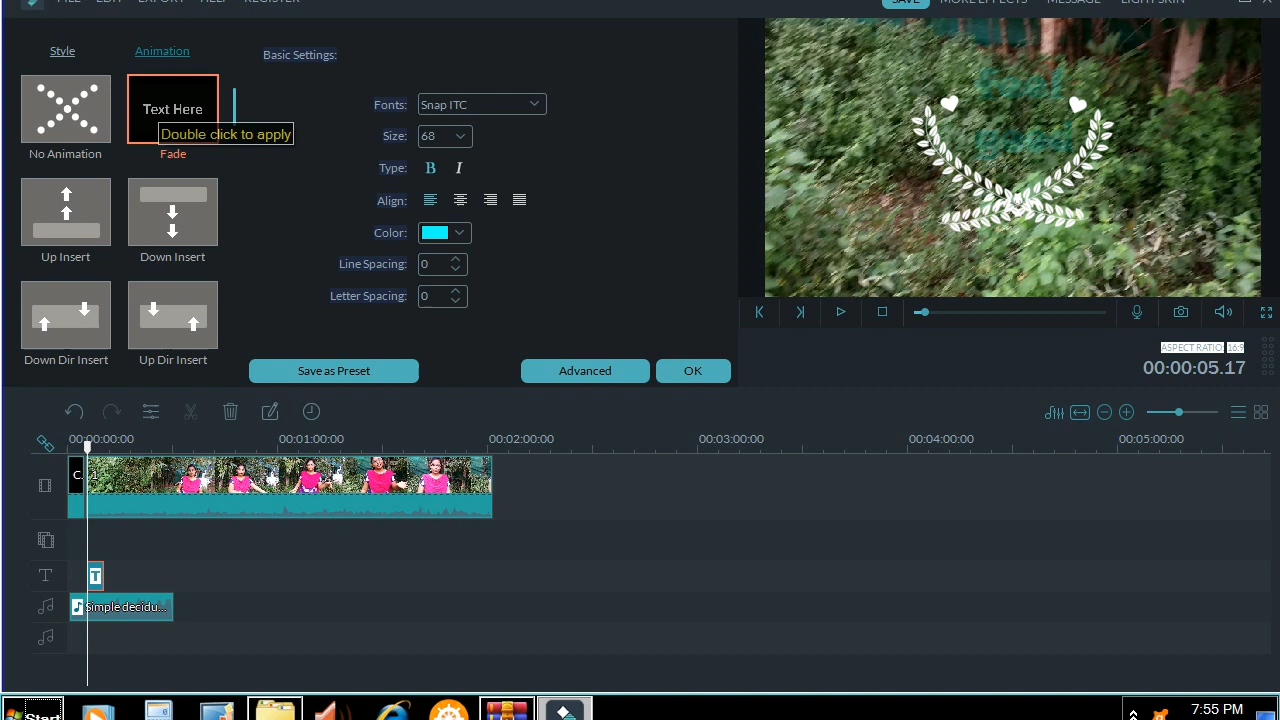 FILE EDIT EXPORT HELP REGISTER SAVE MORE EFFECTS MESSAGE LIGHT SKIN
Style Animation Basic Settings:
Text Here
Double click to apply
No Animation Fade
Up Insert Down Insert
Down Dir Insert Up Dir Insert
Fonts: Snap ITC
Size: 68
Type: B I
Align:
Color:
Line Spacing: 0
Letter Spacing: 0
Save as Preset Advanced OK
feel
good
ASPECT RATIO: 16:9
00:00:05.17
00:00:00:00 00:01:00:00 00:02:00:00 00:03:00:00 00:04:00:00 00:05:00:00
T
T
Simple decidu...
Start
7:55 PM